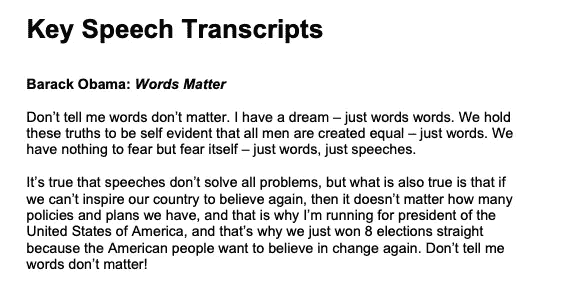 Key Speech Transcripts
Barack Obama: Words Matter
Don’t tell me words don’t matter. I have a dream – just words words. We hold
these truths to be self evident that all men are created equal – just words. We
have nothing to fear but fear itself – just words, just speeches.
It’s true that speeches don’t solve all problems, but what is also true is that if
we can’t inspire our country to believe again, then it doesn’t matter how many
policies and plans we have, and that is why I’m running for president of the
United States of America, and that’s why we just won 8 elections straight
because the American people want to believe in change again. Don’t tell me
words don’t matter!